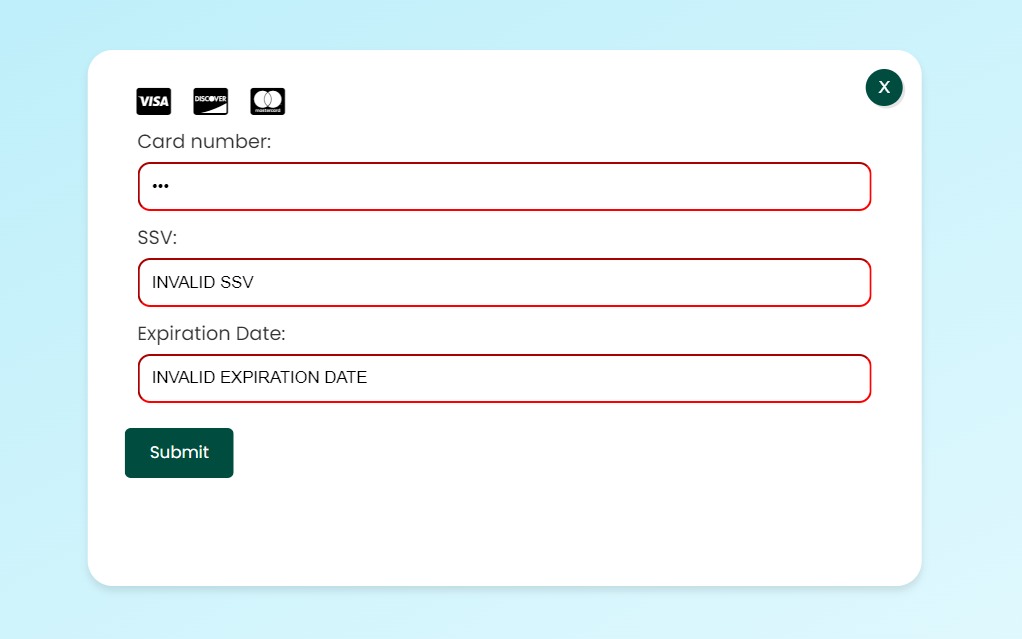 VISA DISCOVER mastercard
X
Card number:
•••
SSV:
INVALID SSV
Expiration Date:
INVALID EXPIRATION DATE
Submit